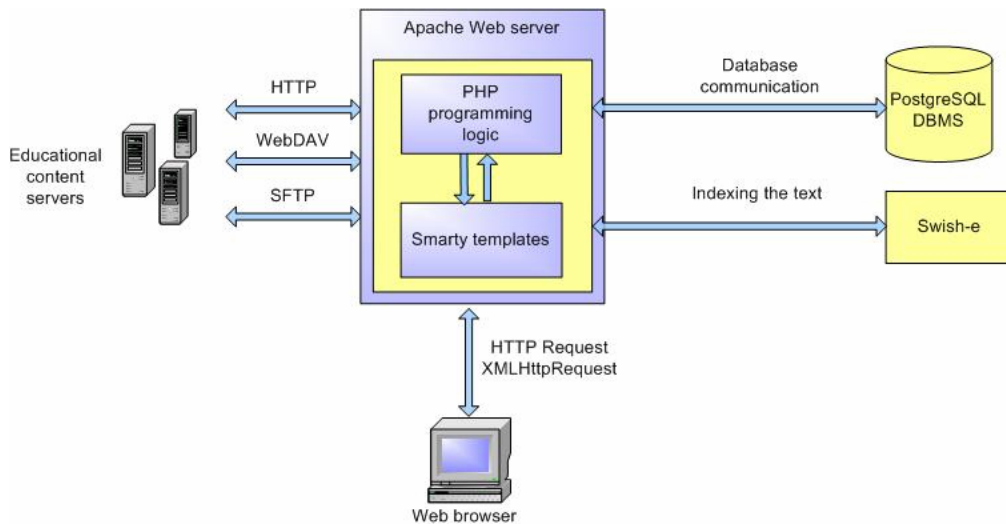 Apache Web server
HTTP
WebDAV
SFTP
Educational
content
servers
PHP
programming
logic
Smarty templates
Database
communication
PostgreSQL
DBMS
Indexing the text
Swish-e
HTTP Request
XMLHttpRequest
Web browser